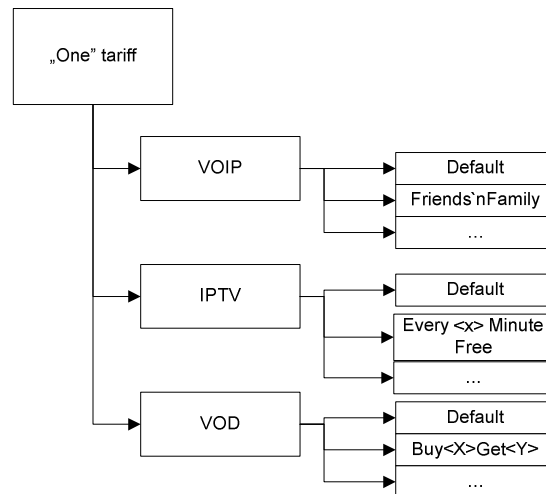 „One” tariff
VOIP
Default
Friends`nFamily
...
IPTV
Default
Every <x> Minute
Free
...
VOD
Default
Buy<X>Get<Y>
...